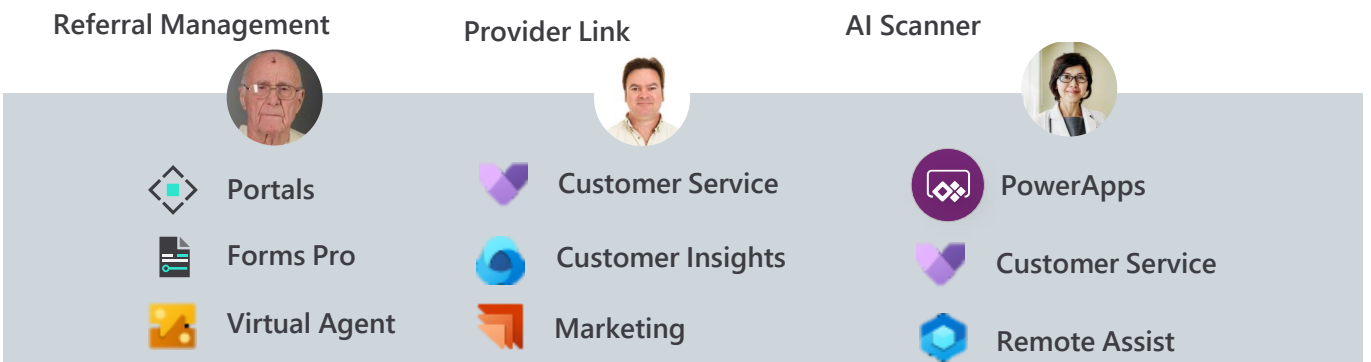 Referral Management
Provider Link
AI Scanner
Portals
Forms Pro
Virtual Agent
Customer Service
Customer Insights
Marketing
PowerApps
Customer Service
Remote Assist